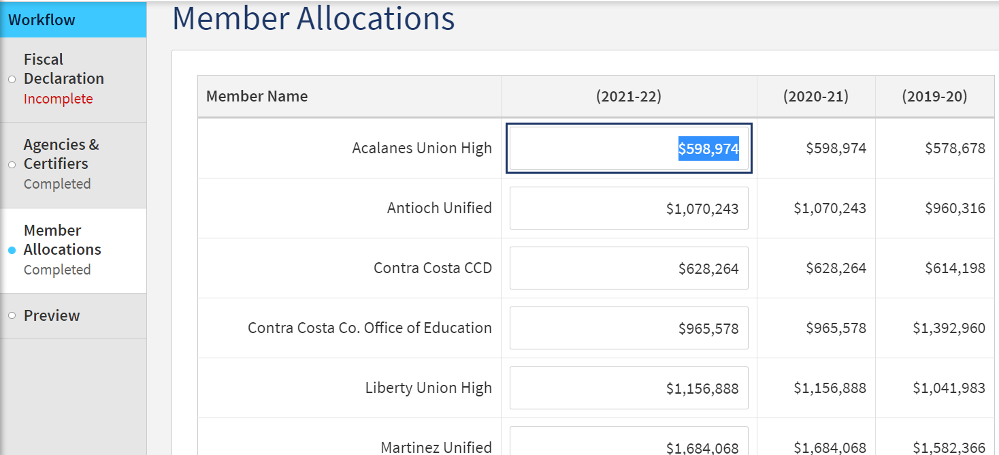 Workflow
Fiscal
Declaration
Incomplete
Agencies &
Certifiers
Completed
Member
Allocations
Completed
Preview
Member Allocations
Member Name (2021-22) (2020-21) (2019-20)
Acalanes Union High $598,974 $598,974 $578,678
Antioch Unified $1,070,243 $1,070,243 $960,316
Contra Costa CCD $628,264 $628,264 $614,198
Contra Costa Co. Office of Education $965,578 $965,578 $1,392,960
Liberty Union High $1,156,888 $1,156,888 $1,041,983
Martinez Unified $1,684,068 $1,684,068 $1,582,366